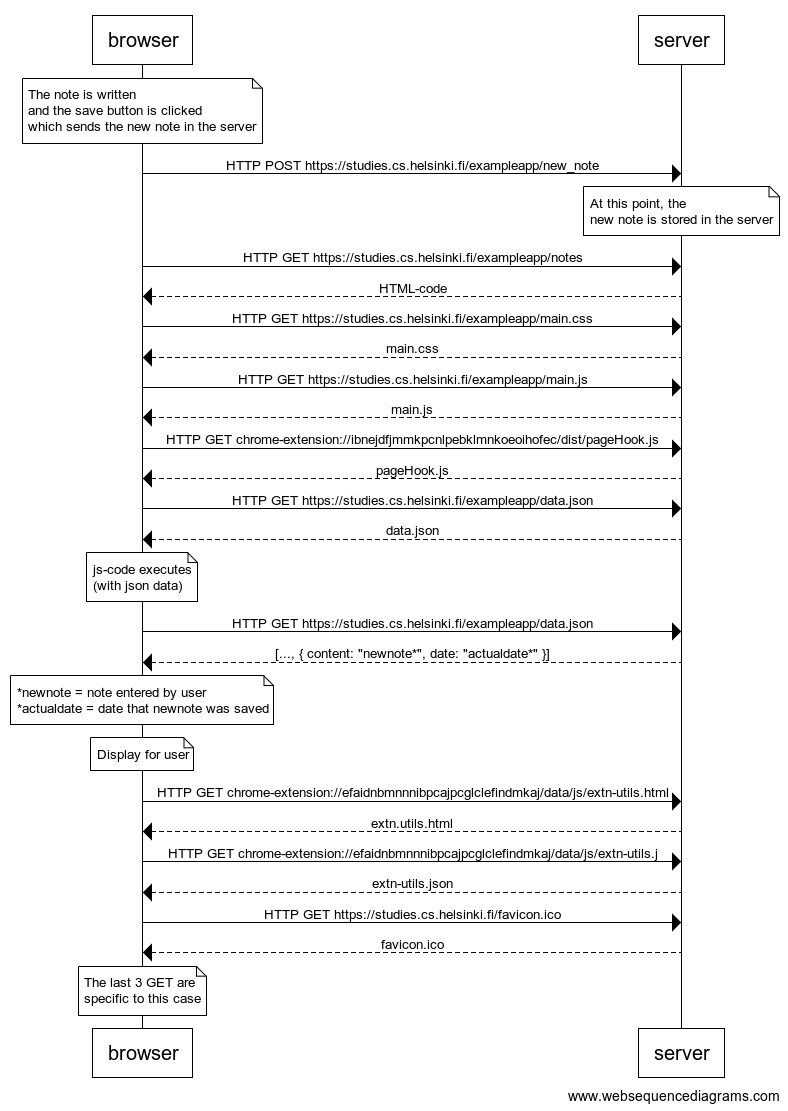 browser
server
The note is written
and the save button is clicked
which sends the new note in the server
HTTP POST https://studies.cs.helsinki.fi/exampleapp/new_note
At this point, the
new note is stored in the server
HTTP GET https://studies.cs.helsinki.fi/exampleapp/notes
HTML-code
HTTP GET https://studies.cs.helsinki.fi/exampleapp/main.css
main.css
HTTP GET https://studies.cs.helsinki.fi/exampleapp/main.js
main.js
HTTP GET chrome-extension://ibnejdfjmmkpcnlpebklmnkoeoihofec/dist/pageHook.js
pageHook.js
HTTP GET https://studies.cs.helsinki.fi/exampleapp/data.json
data.json
js-code executes
(with json data)
HTTP GET https://studies.cs.helsinki.fi/exampleapp/data.json
[..., { content: "newnote*", date: "actualdate*" }]
*newnote = note entered by user
*actualdate = date that newnote was saved
Display for user
HTTP GET chrome-extension://efaidnbmnnnibpcajpcglclefindmkaj/data/js/extn-utils.html
extn.utils.html
HTTP GET chrome-extension://efaidnbmnnnibpcajpcglclefindmkaj/data/js/extn-utils.j
extn-utils.json
HTTP GET https://studies.cs.helsinki.fi/favicon.ico
favicon.ico
The last 3 GET are
specific to this case
browser
server
www.websequencediagrams.com